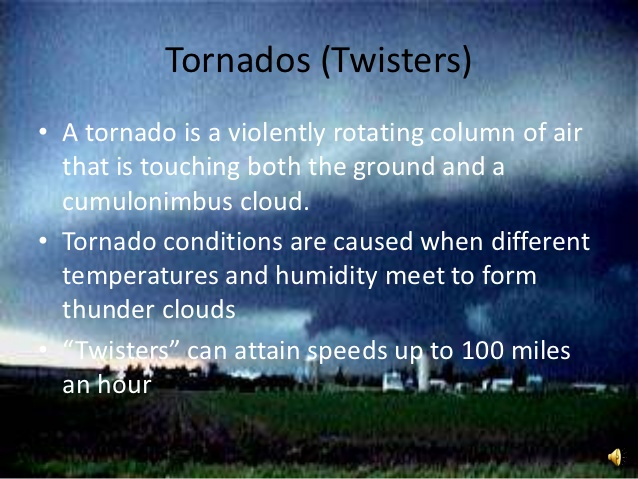 Tornados (Twisters)
• A tornado is a violently rotating column of air
that is touching both the ground and a
cumulonimbus cloud.
• Tornado conditions are caused when different
temperatures and humidity meet to form
thunder clouds
• “Twisters” can attain speeds up to 100 miles
an hour